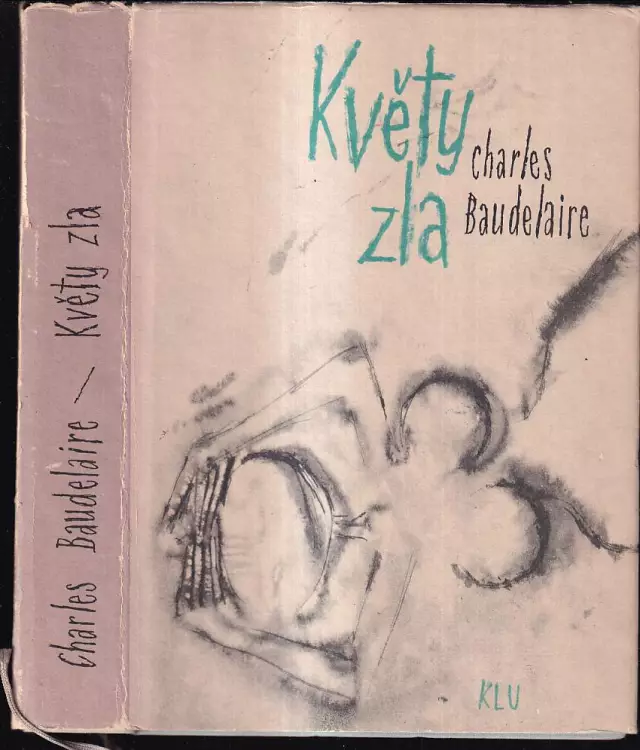 Květy
zla
Charles
Baudelaire
KLU
Charles Baudelaire — Květy zla